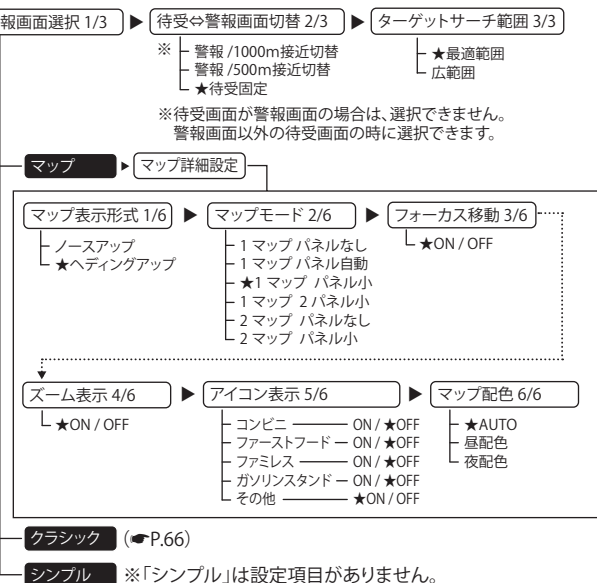 報画面選択 1/3 ▶ 待受⇔警報画面切替 2/3 ▶ ターゲットサーチ範囲 3/3
※ 警報 /1000m接近切替
警報 /500m接近切替
★待受固定
★最適範囲
広範囲
※待受画面が警報画面の場合は、選択できません。
警報画面以外の待受画面の時に選択できます。
マップ ▶ マップ詳細設定
マップ表示形式 1/6 ▶ マップモード 2/6 ▶ フォーカス移動 3/6
ノースアップ
★ヘディングアップ
1 マップ パネルなし
1 マップ パネル自動
★1 マップ パネル小
1 マップ 2 パネル小
2 マップ パネルなし
2 マップ パネル小
★ON / OFF
ズーム表示 4/6 ▶ アイコン表示 5/6 ▶ マップ配色 6/6
★ON / OFF
コンビニ ON / ★OFF
ファーストフード ON / ★OFF
ファミレス ON / ★OFF
ガソリンスタンド ON / ★OFF
その他 ★ON / OFF
★AUTO
昼配色
夜配色
クラシック (☛P.66)
シンプル ※「シンプル」は設定項目がありません。